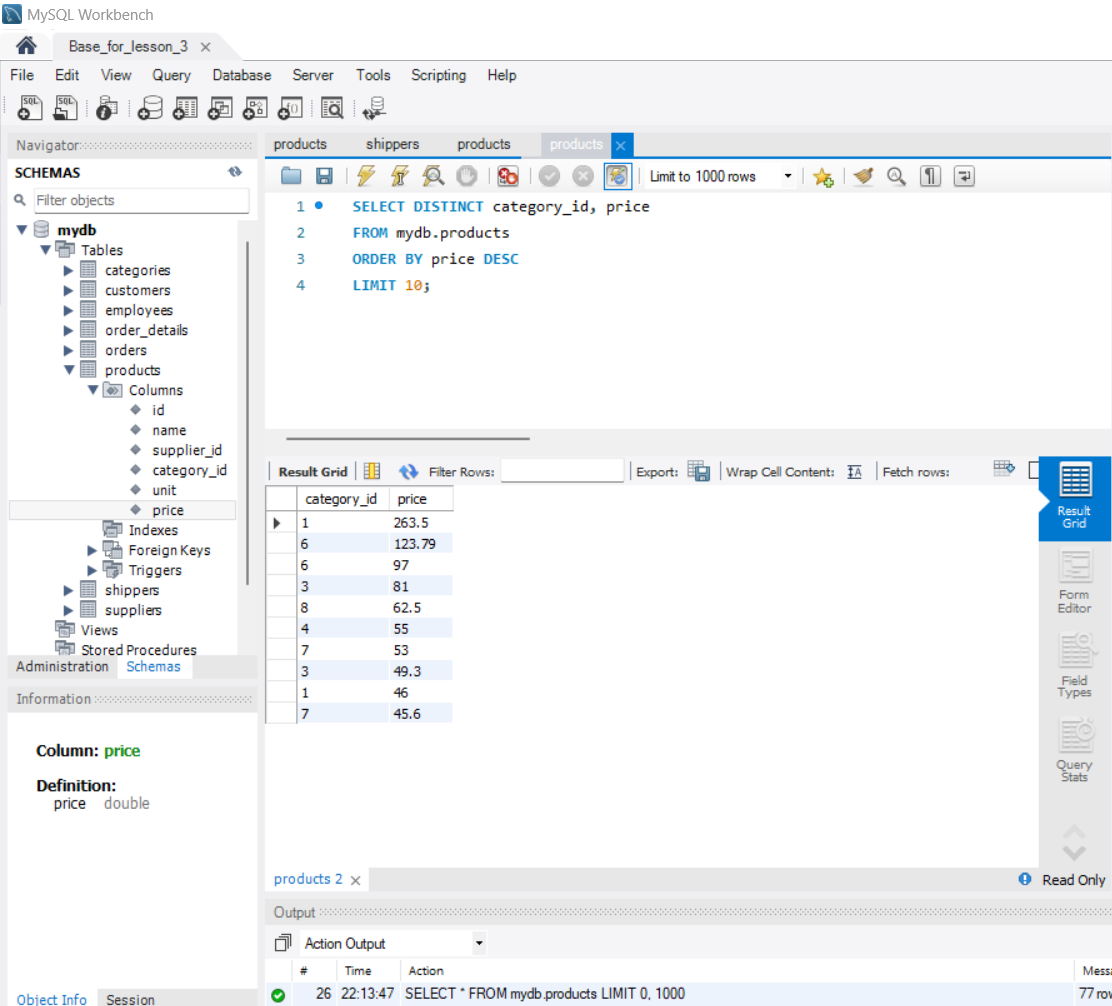 MySQL Workbench
Base_for_lesson_3
File Edit View Query Database Server Tools Scripting Help
Navigator
SCHEMAS
Filter objects
mydb
Tables
categories
customers
employees
order_details
orders
products
Columns
id
name
supplier_id
category_id
unit
price
Indexes
Foreign Keys
Triggers
shippers
suppliers
Views
Stored Procedures
Administration Schemas
Information
Column: price
Definition:
price double
Object Info Session
products shippers products products
Limit to 1000 rows
1 SELECT DISTINCT category_id, price
2 FROM mydb.products
3 ORDER BY price DESC
4 LIMIT 10;
Result Grid Filter Rows: Export: Wrap Cell Content: Fetch rows:
category_id price
1 263.5
6 123.79
6 97
3 81
8 62.5
4 55
7 53
3 49.3
1 46
7 45.6
Result
Grid
Form
Editor
Field
Types
Query
Stats
products 2 Read Only
Output
Action Output
# Time Action Messa
26 22:13:47 SELECT * FROM mydb.products LIMIT 0, 1000 77 row